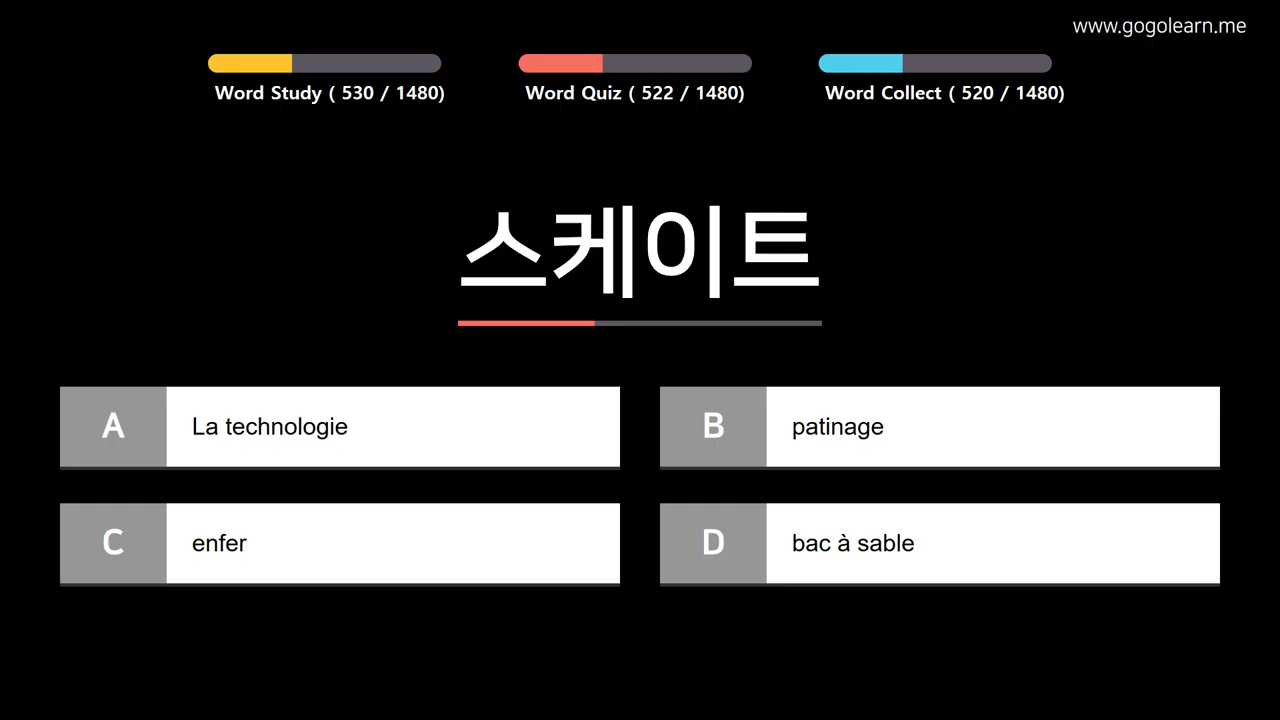 www.gogolearn.me
Word Study ( 530 / 1480)
Word Quiz ( 522 / 1480)
Word Collect ( 520 / 1480)
스케이트
A La technologie
B patinage
C enfer
D bac à sable